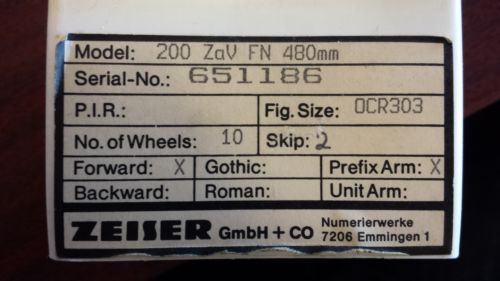 Model: 200 ZaV FN 480mm
Serial-No.: 651186
P.I.R.: Fig. Size: OCR303
No. of Wheels: 10 Skip: 2
Forward: X Gothic: Prefix Arm: X
Backward: Roman: Unit Arm:
ZEISER GmbH + CO Numerierwerke
7206 Emmingen 1